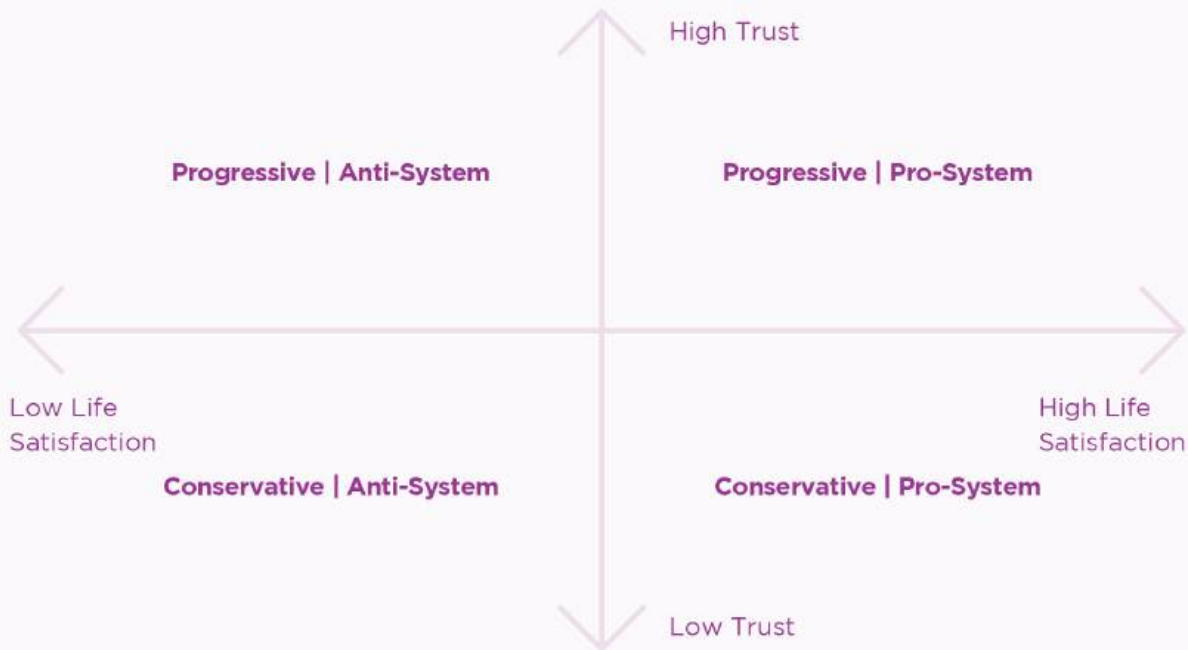 High Trust
Progressive | Anti-System
Progressive | Pro-System
Low Life
Satisfaction
High Life
Satisfaction
Conservative | Anti-System
Conservative | Pro-System
Low Trust